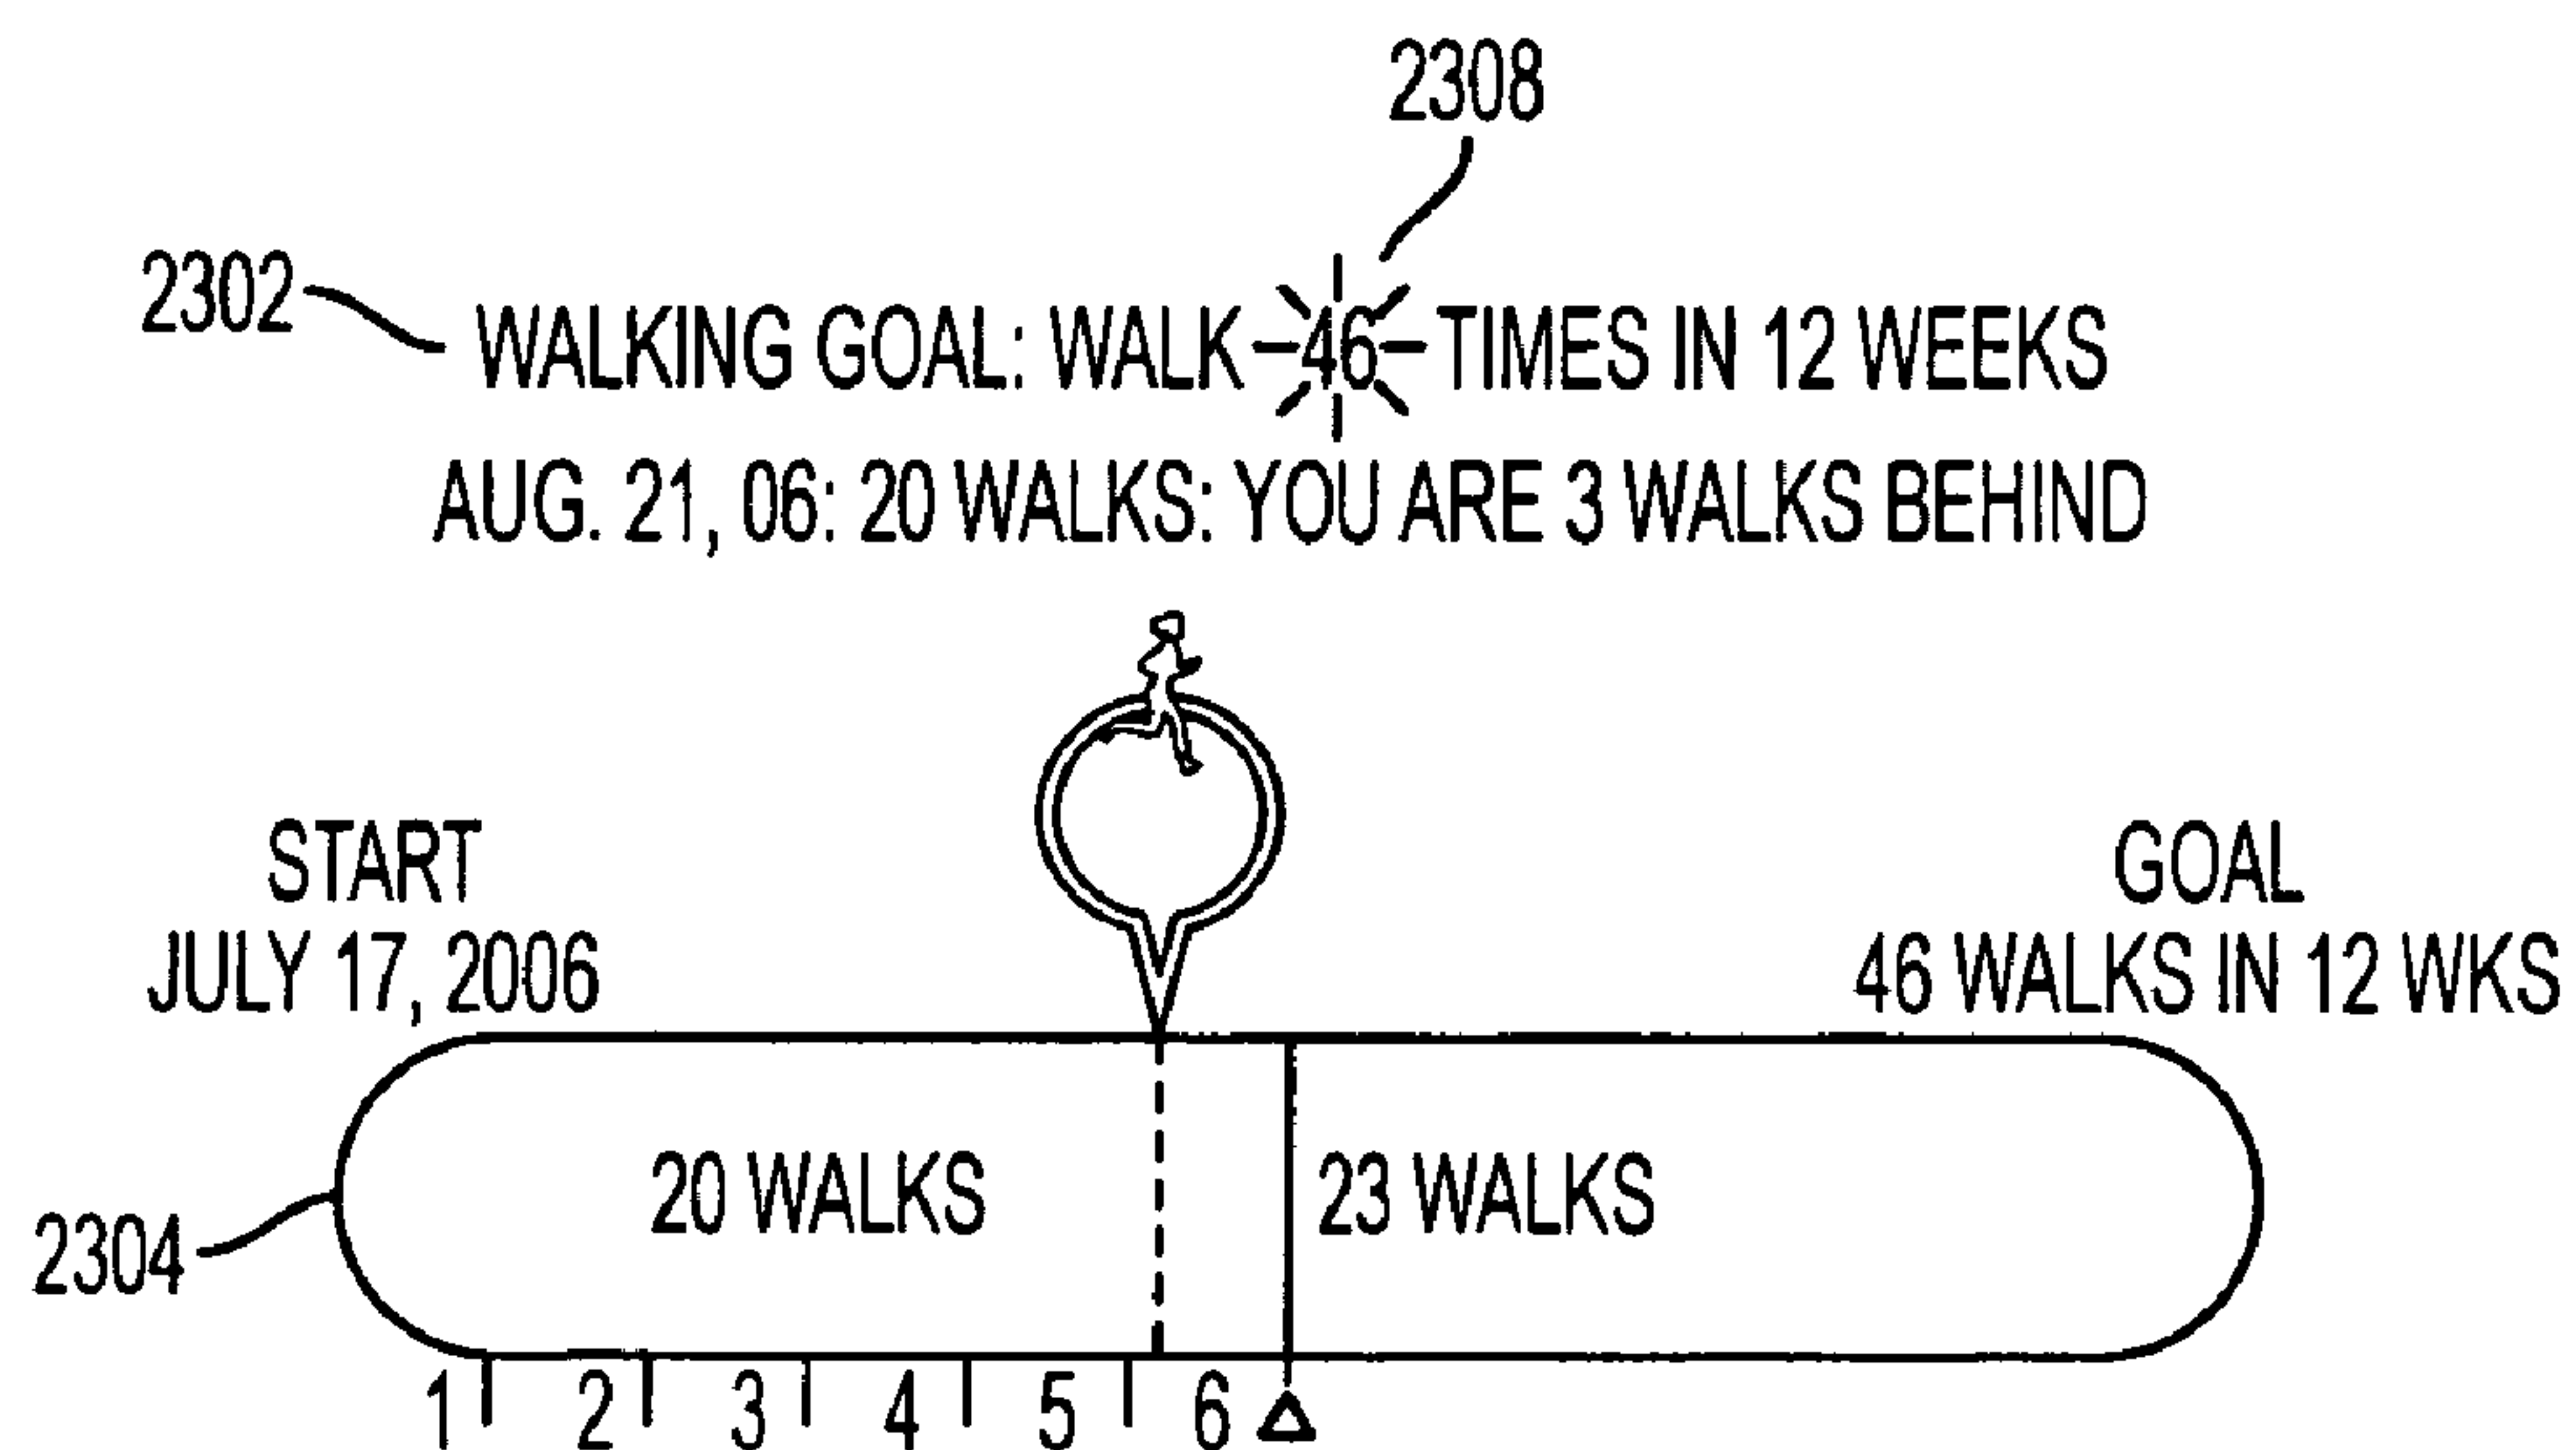 2308
2302
WALKING GOAL: WALK 46 TIMES IN 12 WEEKS
AUG. 21, 06: 20 WALKS: YOU ARE 3 WALKS BEHIND
START
JULY 17, 2006
GOAL
46 WALKS IN 12 WKS
20 WALKS
23 WALKS
2304
1 2 3 4 5 6